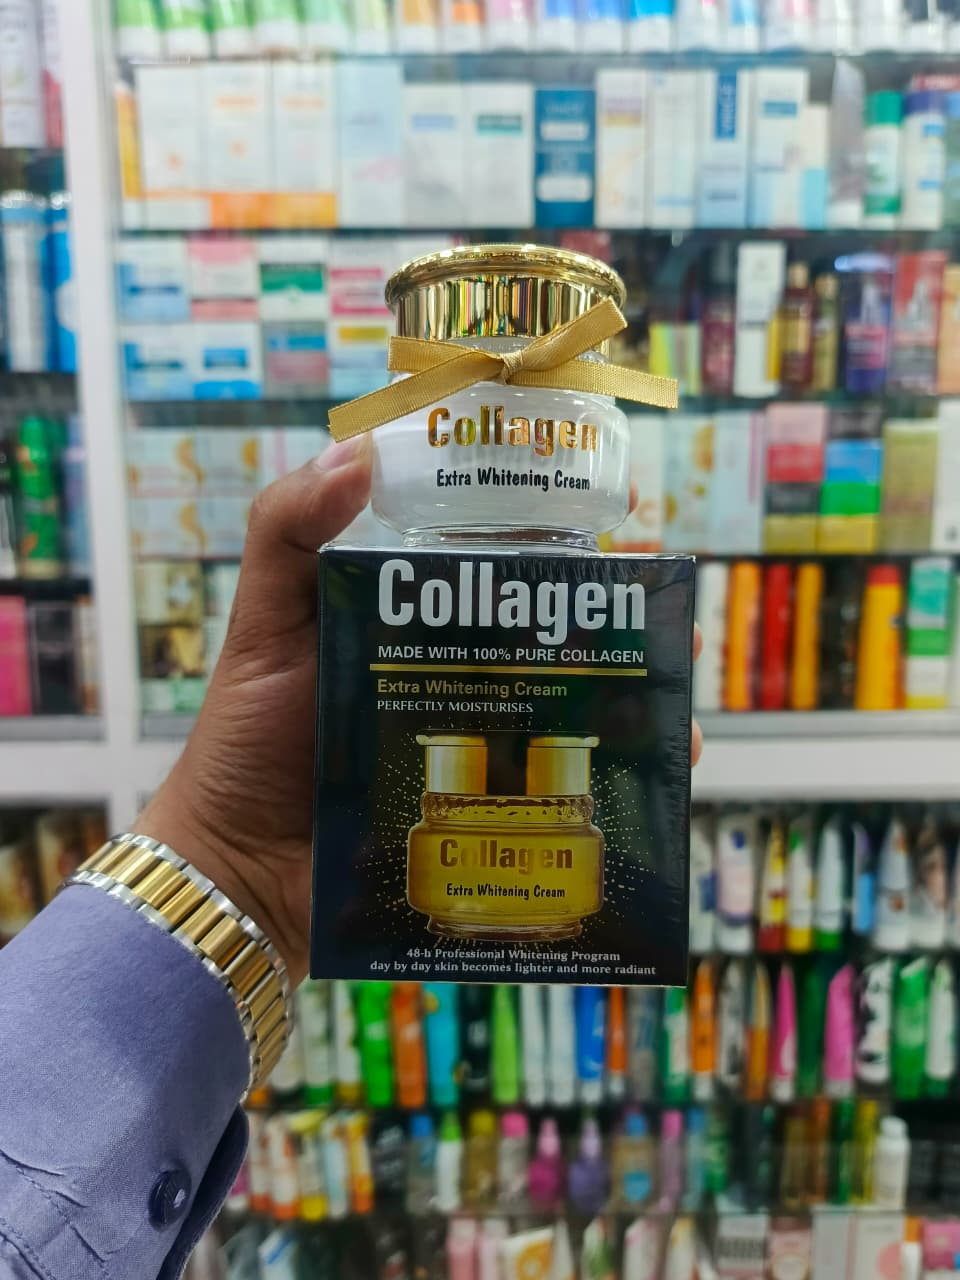 Collagen
Extra Whitening Cream
Collagen
MADE WITH 100% PURE COLLAGEN
Extra Whitening Cream
PERFECTLY MOISTURISES
Collagen
Extra Whitening Cream
48-h Professional Whitening Program
day by day skin becomes lighter and more radiant